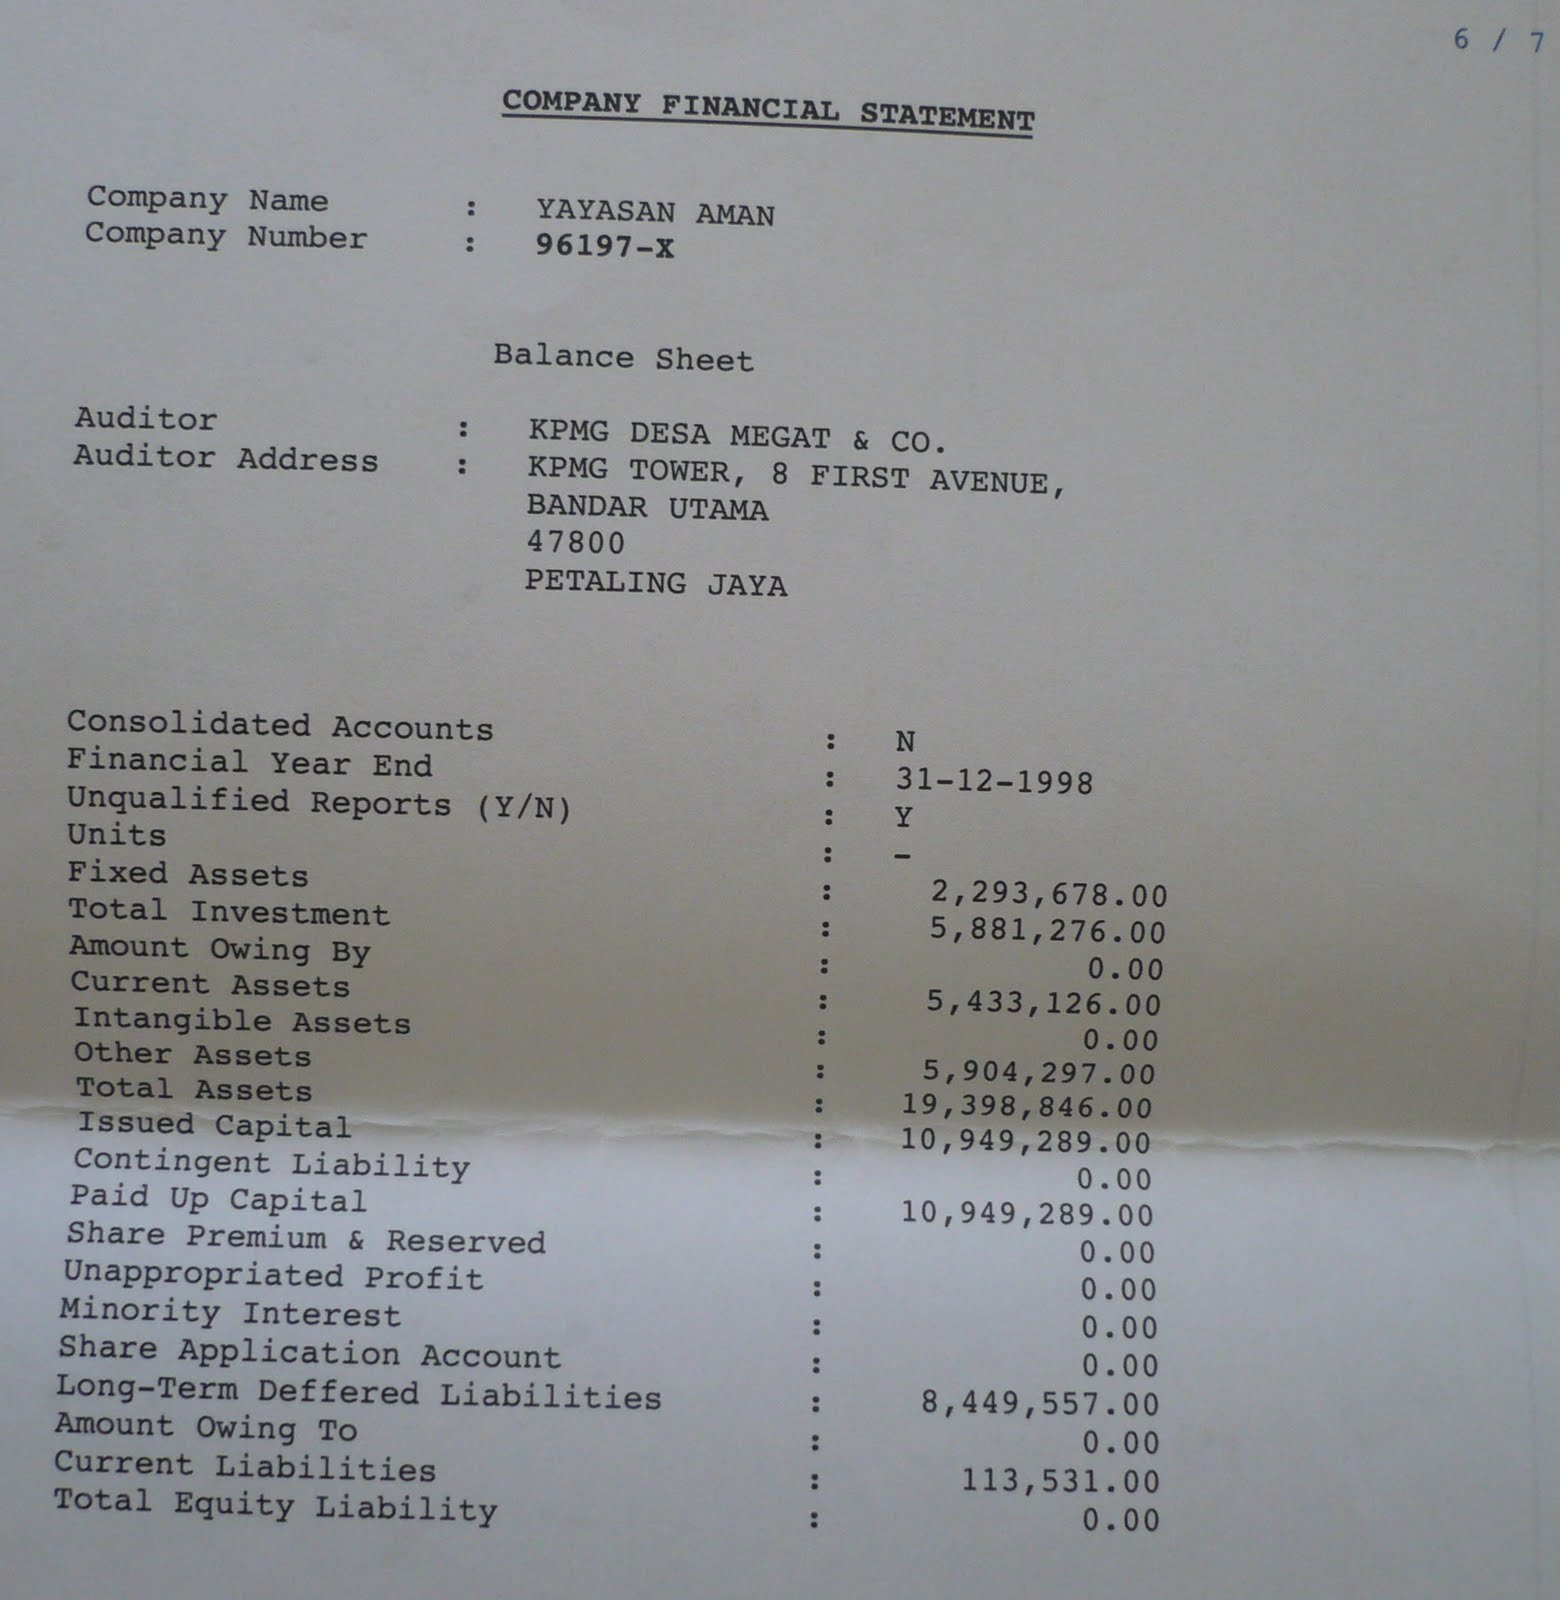 6 / 7
COMPANY FINANCIAL STATEMENT
Company Name : YAYASAN AMAN
Company Number : 96197-X
Balance Sheet
Auditor : KPMG DESA MEGAT & CO.
Auditor Address : KPMG TOWER, 8 FIRST AVENUE,
BANDAR UTAMA
47800
PETALING JAYA
Consolidated Accounts : N
Financial Year End : 31-12-1998
Unqualified Reports (Y/N) : Y
Units : -
Fixed Assets : 2,293,678.00
Total Investment : 5,881,276.00
Amount Owing By : 0.00
Current Assets : 5,433,126.00
Intangible Assets : 0.00
Other Assets : 5,904,297.00
Total Assets : 19,398,846.00
Issued Capital : 10,949,289.00
Contingent Liability : 0.00
Paid Up Capital : 10,949,289.00
Share Premium & Reserved : 0.00
Unappropriated Profit : 0.00
Minority Interest : 0.00
Share Application Account : 0.00
Long-Term Deffered Liabilities : 8,449,557.00
Amount Owing To : 0.00
Current Liabilities : 113,531.00
Total Equity Liability : 0.00